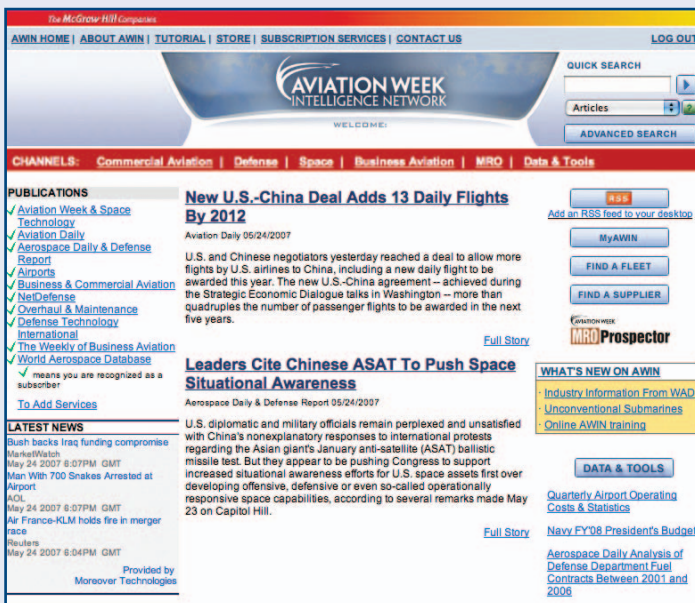 The McGraw Hill Companies
AWIN HOME | ABOUT AWIN | TUTORIAL | STORE | SUBSCRIPTION SERVICES | CONTACT US
LOG OUT
AVIATION WEEK
INTELLIGENCE NETWORK
WELCOME:
QUICK SEARCH
Articles
?
ADVANCED SEARCH
CHANNELS: Commercial Aviation | Defense | Space | Business Aviation | MRO | Data & Tools
PUBLICATIONS
Aviation Week & Space
Technology
Aviation Daily
Aerospace Daily & Defense
Report
Airports
Business & Commercial Aviation
NetDefense
Overhaul & Maintenance
Defense Technology
International
The Weekly of Business Aviation
World Aerospace Database
means you are recognized as a
subscriber
To Add Services
LATEST NEWS
Bush backs Iraq funding compromise
MarketWatch
May 24 2007 6:07PM GMT
Man With 700 Snakes Arrested at
Airport
AOL
May 24 2007 6:07PM GMT
Air France-KLM holds fire in merger
race
Reuters
May 24 2007 6:04PM GMT
Provided by
Moreover Technologies
New U.S.-China Deal Adds 13 Daily Flights
By 2012
Aviation Daily 05/24/2007
U.S. and Chinese negotiators yesterday reached a deal to allow more
flights by U.S. airlines to China, including a new daily flight to be
awarded this year. The new U.S.-China agreement -- achieved during
the Strategic Economic Dialogue talks in Washington -- more than
quadruples the number of passenger flights to be awarded in the next
five years.
Full Story
Leaders Cite Chinese ASAT To Push Space
Situational Awareness
Aerospace Daily & Defense Report 05/24/2007
U.S. diplomatic and military officials remain perplexed and unsatisfied
with China's nonexplanatory responses to international protests
regarding the Asian giant's January anti-satellite (ASAT) ballistic
missile test. But they appear to be pushing Congress to support
increased situational awareness efforts for U.S. space assets first over
developing offensive, defensive or even so-called operationally
responsive space capabilities, according to several remarks made May
23 on Capitol Hill.
Full Story
RSS
Add an RSS feed to your desktop
MyAWIN
FIND A FLEET
FIND A SUPPLIER
AVIATION WEEK
MRO Prospector
WHAT'S NEW ON AWIN
· Industry Information From WAD
· Unconventional Submarines
· Online AWIN training
DATA & TOOLS
Quarterly Airport Operating
Costs & Statistics
Navy FY'08 President's Budget
Aerospace Daily Analysis of
Defense Department Fuel
Contracts Between 2001 and
2006